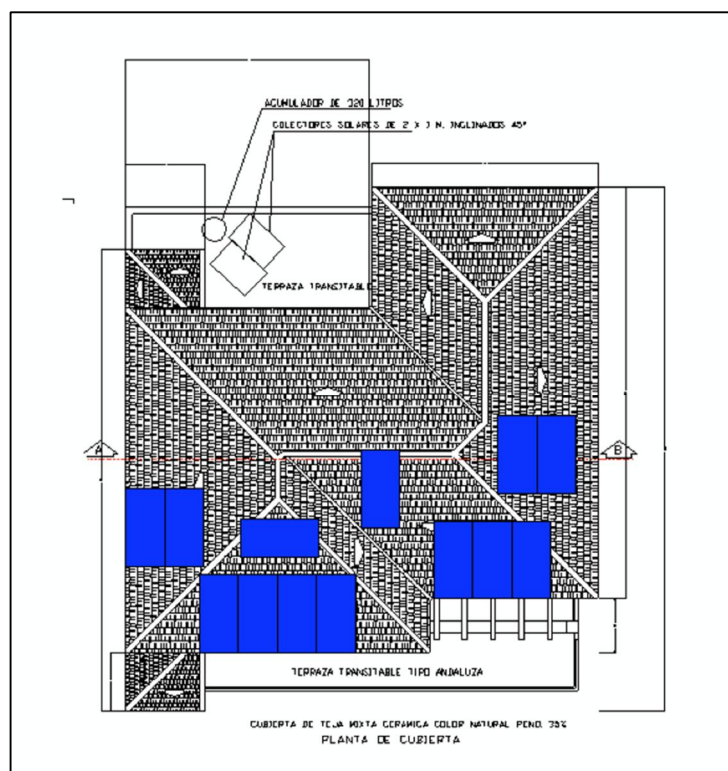 ACUMULADOR DE 320 LITROS
COLECTORES SOLARES DE 2 X 1 M. INCLINADOS 45º
TERRAZA TRANSITABLE
A
B
TERRAZA TRANSITABLE TIPO ANDALUZA
CUBIERTA DE TEJA MIXTA CERAMICA COLOR NATURAL PEND. 35%
PLANTA DE CUBIERTA